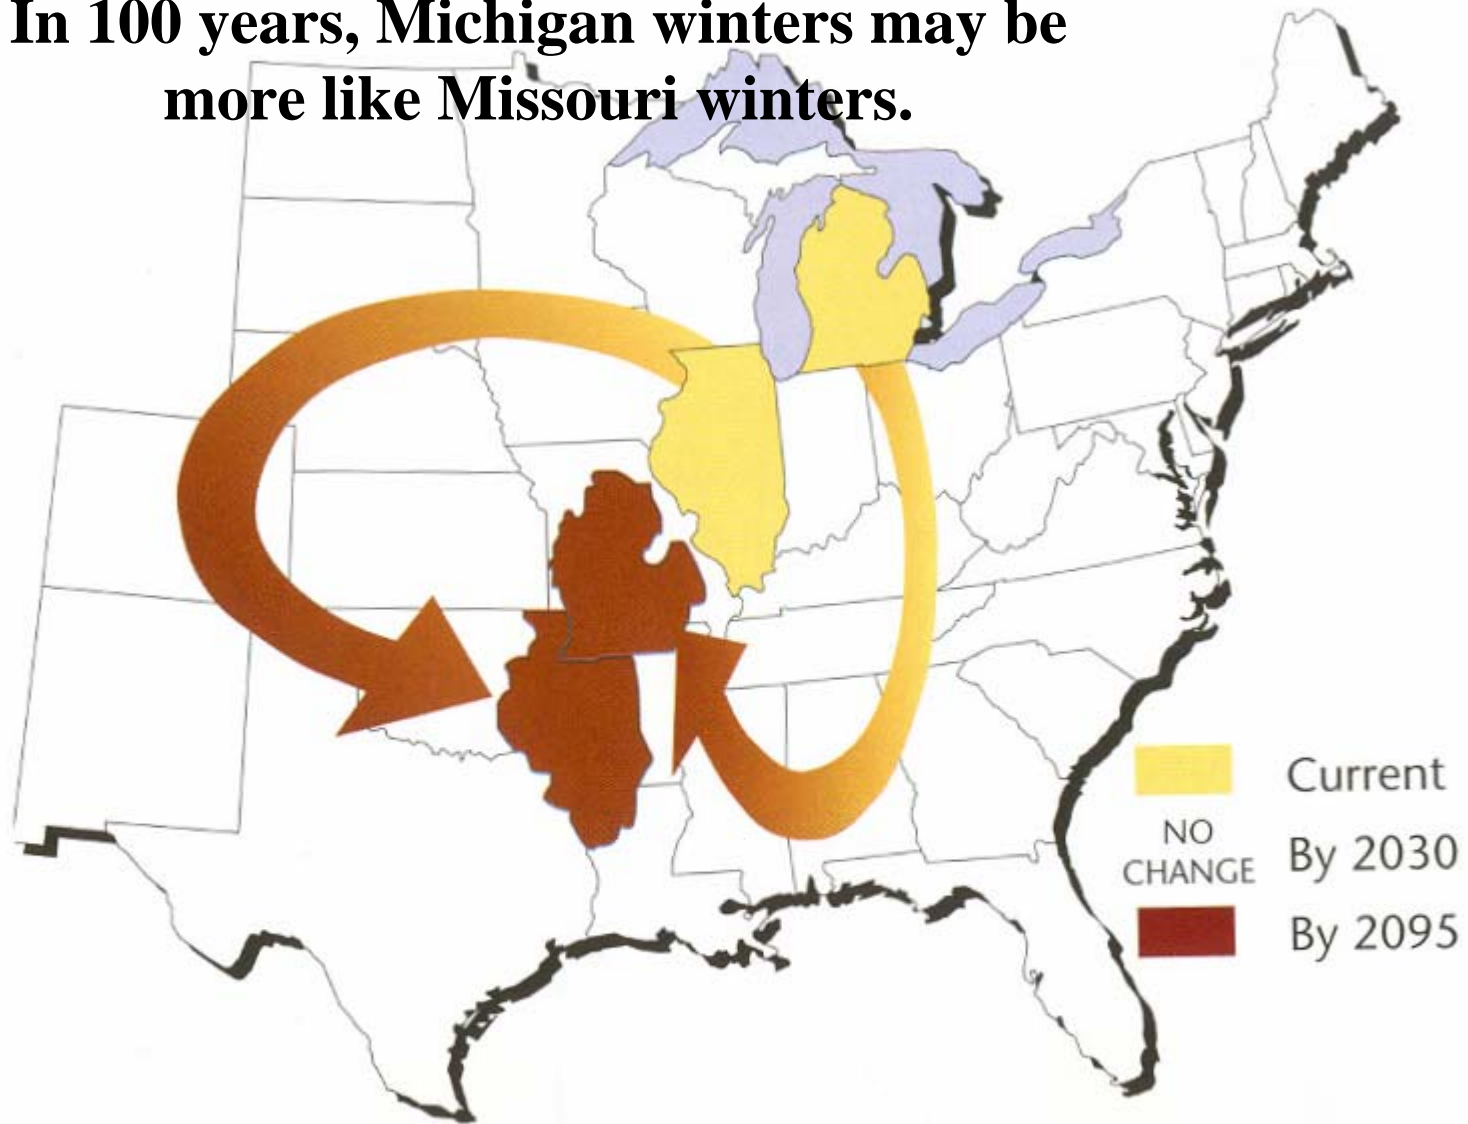 In 100 years, Michigan winters may be
more like Missouri winters.
Current
NO
CHANGE
By 2030
By 2095